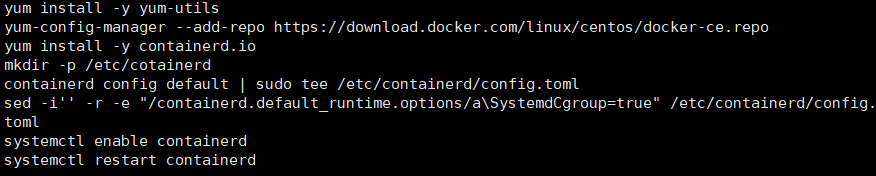 yum install -y yum-utils
yum-config-manager --add-repo https://download.docker.com/linux/centos/docker-ce.repo
yum install -y containerd.io
mkdir -p /etc/cotainerd
containerd config default | sudo tee /etc/containerd/config.toml
sed -i'' -r -e "/containerd.default_runtime.options/a\SystemdCgroup=true" /etc/containerd/config.
toml
systemctl enable containerd
systemctl restart containerd